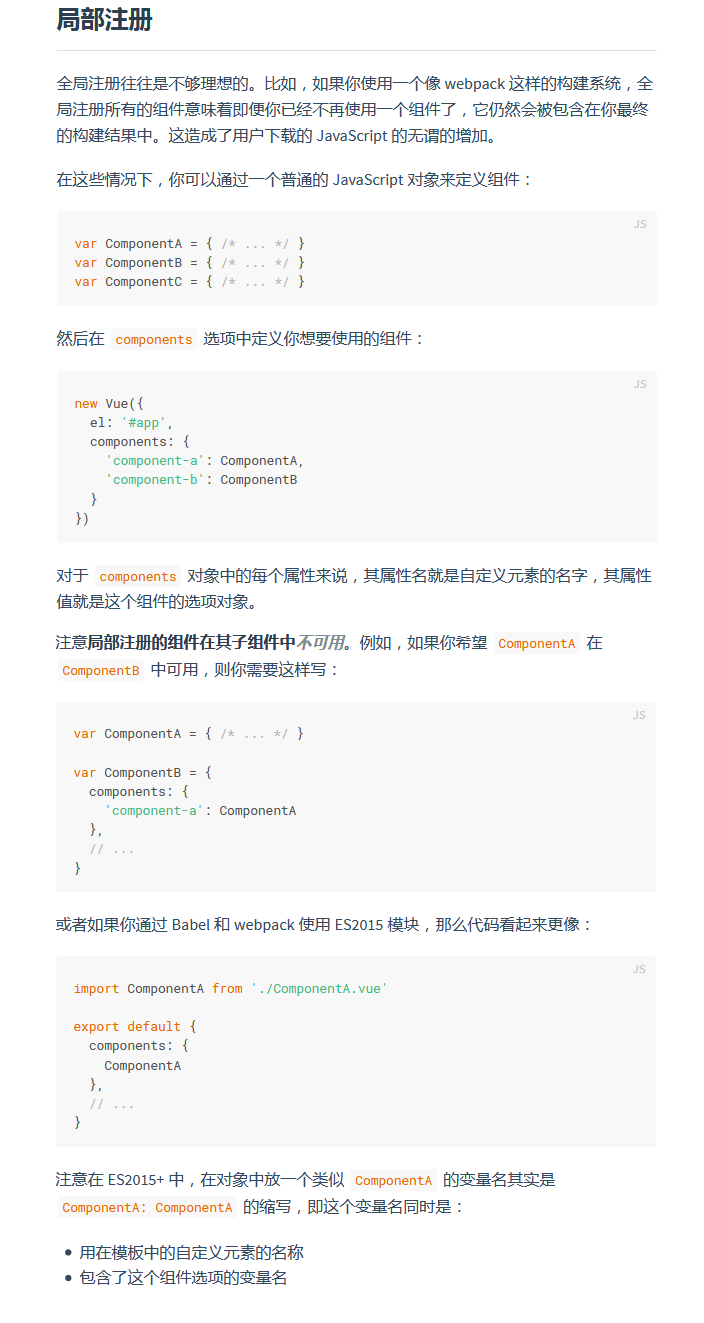 局部注册
全局注册往往是不够理想的。比如，如果你使用一个像 webpack 这样的构建系统，全
局注册所有的组件意味着即便你已经不再使用一个组件了，它仍然会被包含在你最终
的构建结果中。这造成了用户下载的 JavaScript 的无谓的增加。
在这些情况下，你可以通过一个普通的 JavaScript 对象来定义组件：
JS
var ComponentA = { /* ... */ }
var ComponentB = { /* ... */ }
var ComponentC = { /* ... */ }
然后在 components 选项中定义你想要使用的组件：
JS
new Vue({
  el: '#app',
  components: {
    'component-a': ComponentA,
    'component-b': ComponentB
  }
})
对于 components 对象中的每个属性来说，其属性名就是自定义元素的名字，其属性
值就是这个组件的选项对象。
注意局部注册的组件在其子组件中不可用。例如，如果你希望 ComponentA 在
ComponentB 中可用，则你需要这样写：
JS
var ComponentA = { /* ... */ }
var ComponentB = {
  components: {
    'component-a': ComponentA
  },
  // ...
}
或者如果你通过 Babel 和 webpack 使用 ES2015 模块，那么代码看起来更像：
JS
import ComponentA from './ComponentA.vue'
export default {
  components: {
    ComponentA
  },
  // ...
}
注意在 ES2015+ 中，在对象中放一个类似 ComponentA 的变量名其实是
ComponentA: ComponentA 的缩写，即这个变量名同时是：
• 用在模板中的自定义元素的名称
• 包含了这个组件选项的变量名